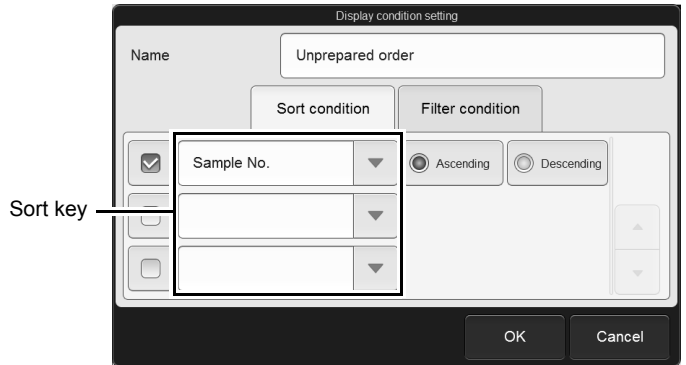 Display condition setting
Name
Unprepared order
Sort condition
Filter condition
Sample No.
Ascending
Descending
Sort key
OK
Cancel